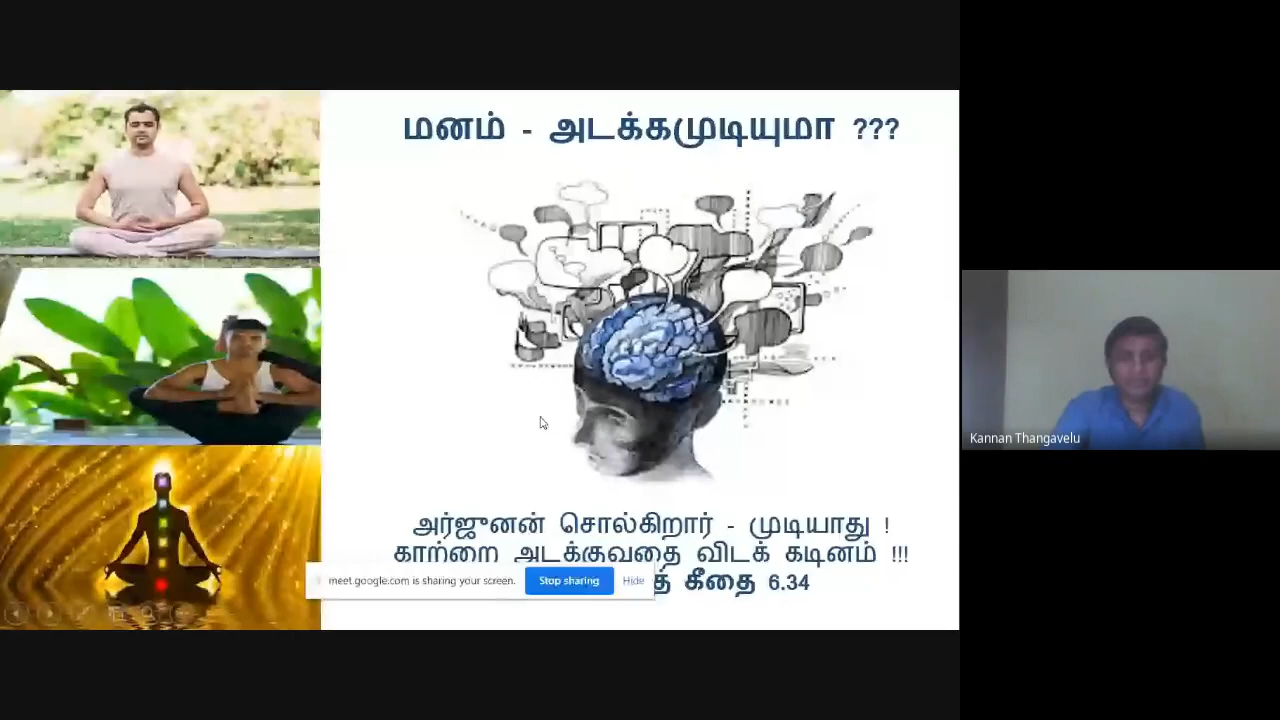 மனம் - அடக்கமுடியுமா ???
அர்ஜுனன் சொல்கிறார் - முடியாது !
காற்றை அடக்குவதை விடக் கடினம் !!!
கீதை 6.34
meet.google.com is sharing your screen. Stop sharing Hide
Kannan Thangavelu